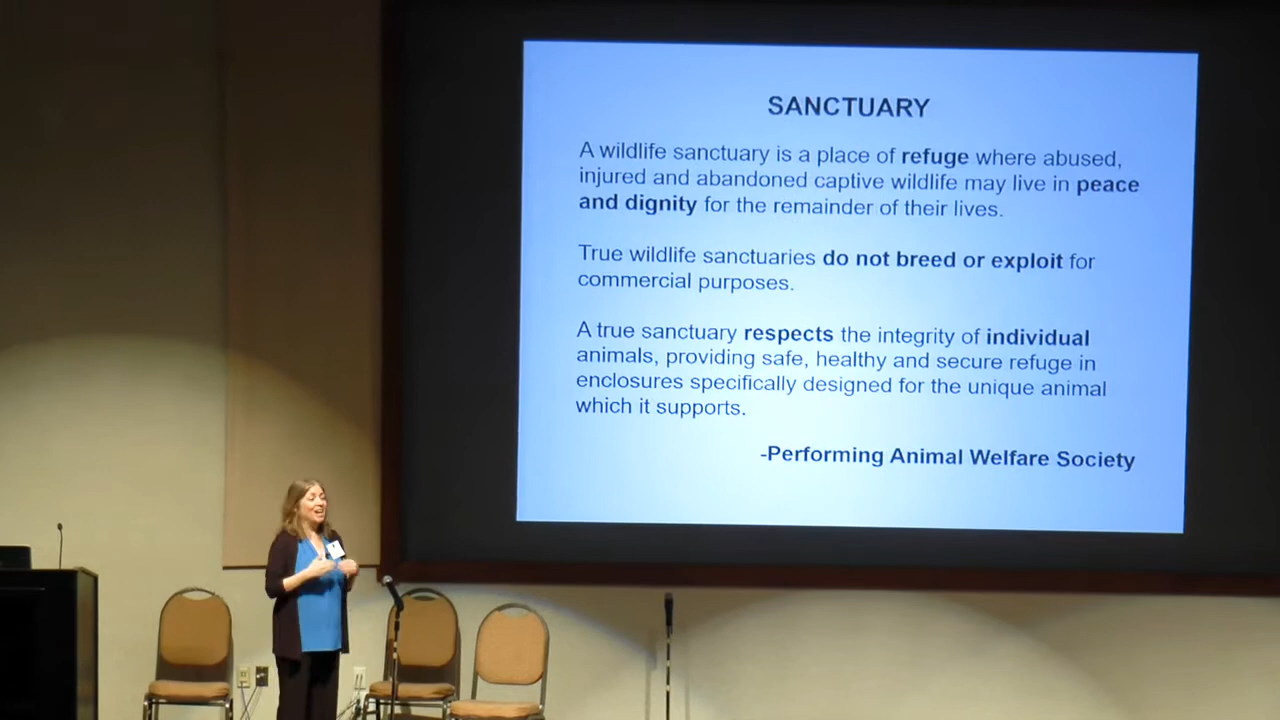 SANCTUARY
A wildlife sanctuary is a place of refuge where abused,
injured and abandoned captive wildlife may live in peace
and dignity for the remainder of their lives.
True wildlife sanctuaries do not breed or exploit for
commercial purposes.
A true sanctuary respects the integrity of individual
animals, providing safe, healthy and secure refuge in
enclosures specifically designed for the unique animal
which it supports.
-Performing Animal Welfare Society